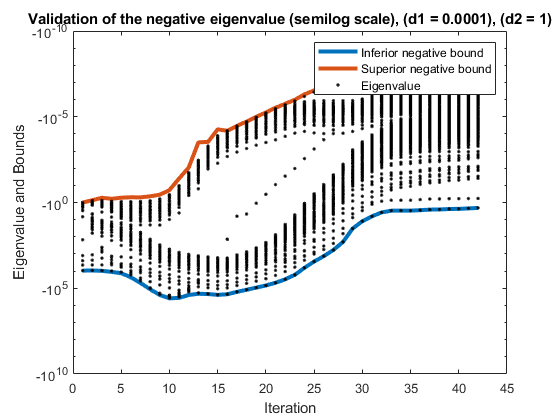 Validation of the negative eigenvalue (semilog scale), (d1 = 0.0001), (d2 = 1)
-10^-10
-10^-5
-10^0
-10^5
-10^10
Eigenvalue and Bounds
Inferior negative bound
Superior negative bound
Eigenvalue
0 5 10 15 20 25 30 35 40 45
Iteration